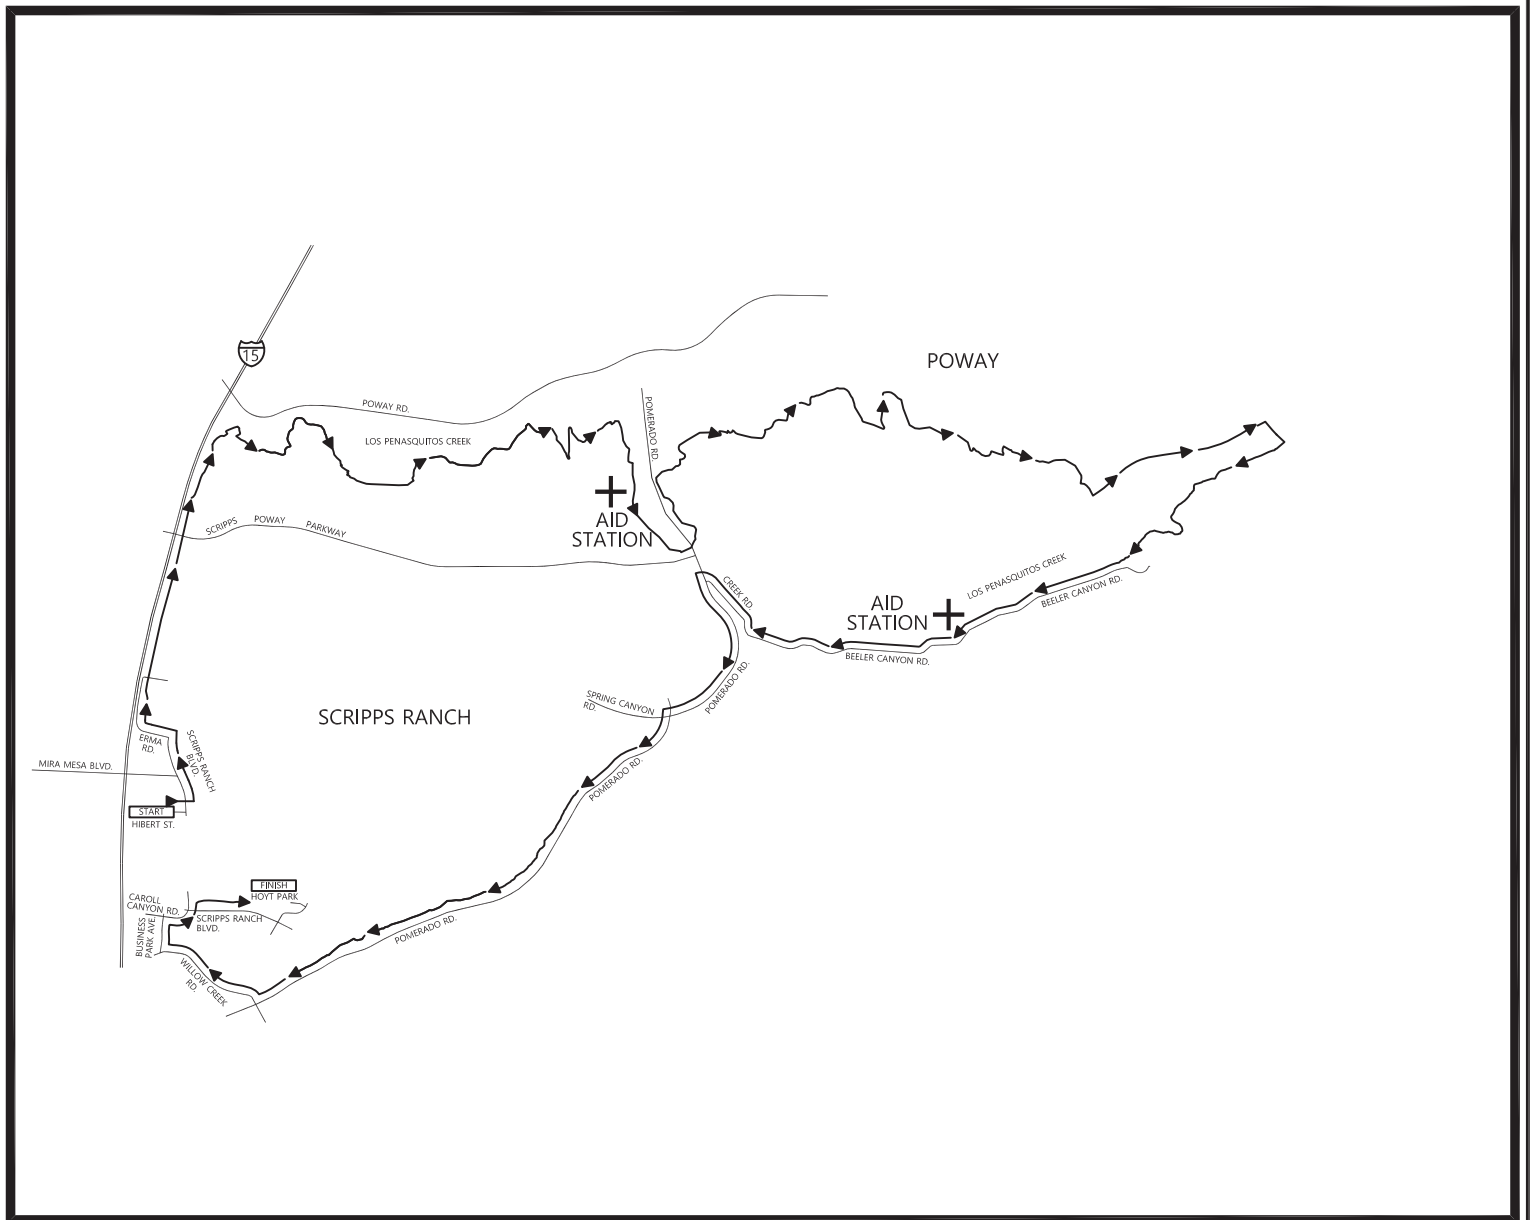 15
POWAY
POWAY RD.
POMERADO RD.
LOS PENASQUITOS CREEK
AID
STATION
SCRIPPS POWAY PARKWAY
LOS PENASQUITOS CREEK
CREEK RD.
BEELER CANYON RD.
AID
STATION
BEELER CANYON RD.
POMERADO RD.
SPRING CANYON
RD.
SCRIPPS RANCH
ERMA
RD.
SCRIPPS RANCH
BLVD.
MIRA MESA BLVD.
POMERADO RD.
START
HIBERT ST.
FINISH
HOYT PARK
CAROLL
CANYON RD.
SCRIPPS RANCH
BLVD.
BUSINESS
PARK AVE.
POMERADO RD.
WILLOW CREEK
RD.